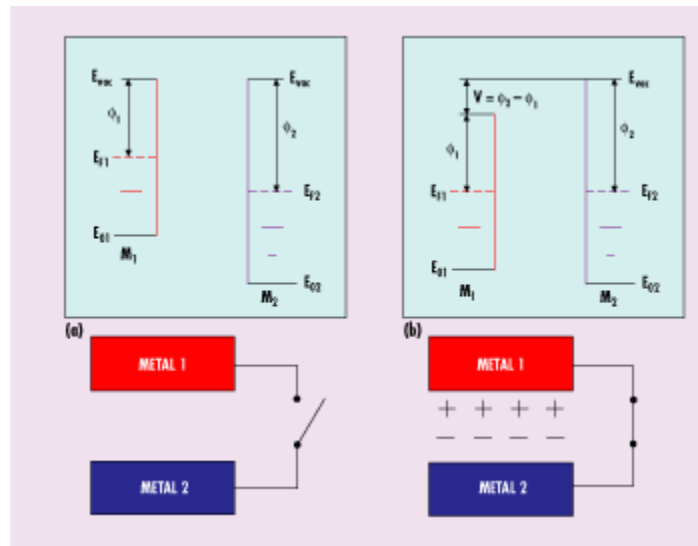 Evac
Evac
ϕ1
ϕ2
EF1
EF2
E01
M1
M2
E02
(a)
Evac
V = ϕ2 – ϕ1
ϕ1
ϕ2
EF1
EF2
E01
M1
M2
E02
(b)
METAL 1
METAL 2
METAL 1
+ + + +
– – – –
METAL 2